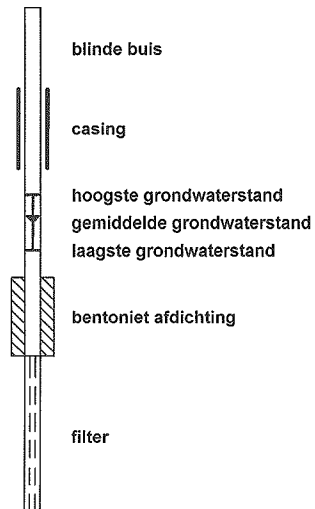 blinde buis
casing
hoogste grondwaterstand
gemiddelde grondwaterstand
laagste grondwaterstand
bentoniet afdichting
filter